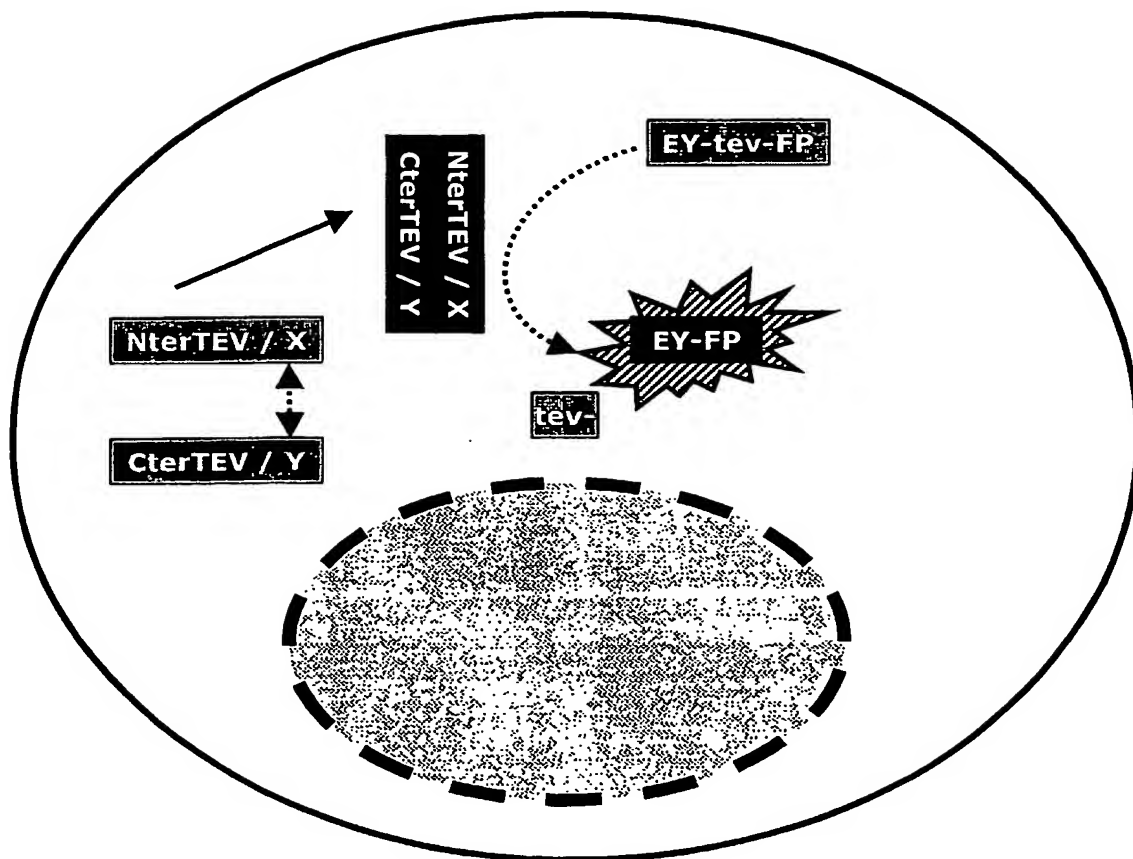 EY-tev-FP
NterTEV / X
CterTEV / Y
EY-FP
NterTEV / X
tev-
CterTEV / Y